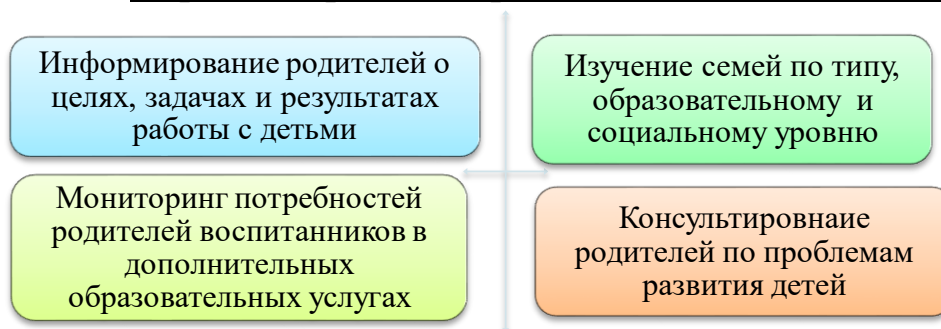 Информирование родителей о
целях, задачах и результатах
работы с детьми
Изучение семей по типу,
образовательному и
социальному уровню
Мониторинг потребностей
родителей воспитанников в
дополнительных
образовательных услугах
Консультировнаие
родителей по проблемам
развития детей